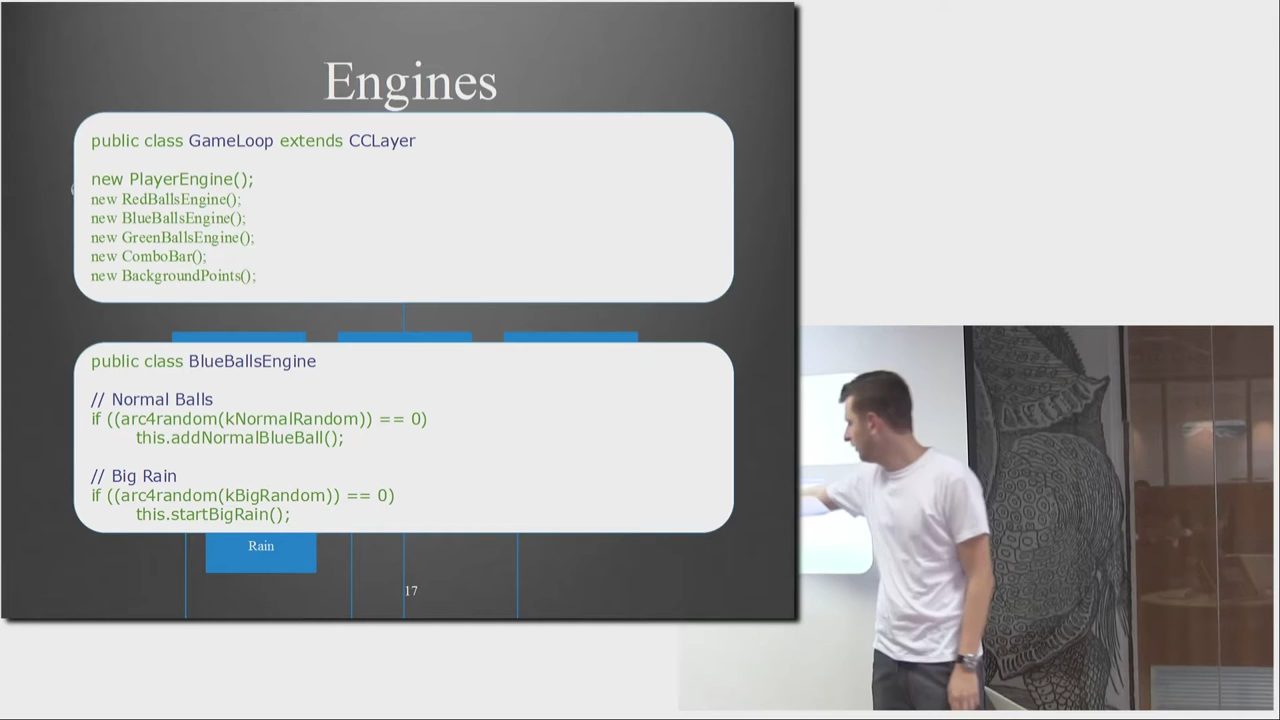 Engines
public class GameLoop extends CCLayer
new PlayerEngine();
new RedBallsEngine();
new BlueBallsEngine();
new GreenBallsEngine();
new ComboBar();
new BackgroundPoints();
public class BlueBallsEngine
// Normal Balls
if ((arc4random(kNormalRandom)) == 0)
this.addNormalBlueBall();
// Big Rain
if ((arc4random(kBigRandom)) == 0)
this.startBigRain();
Rain
17